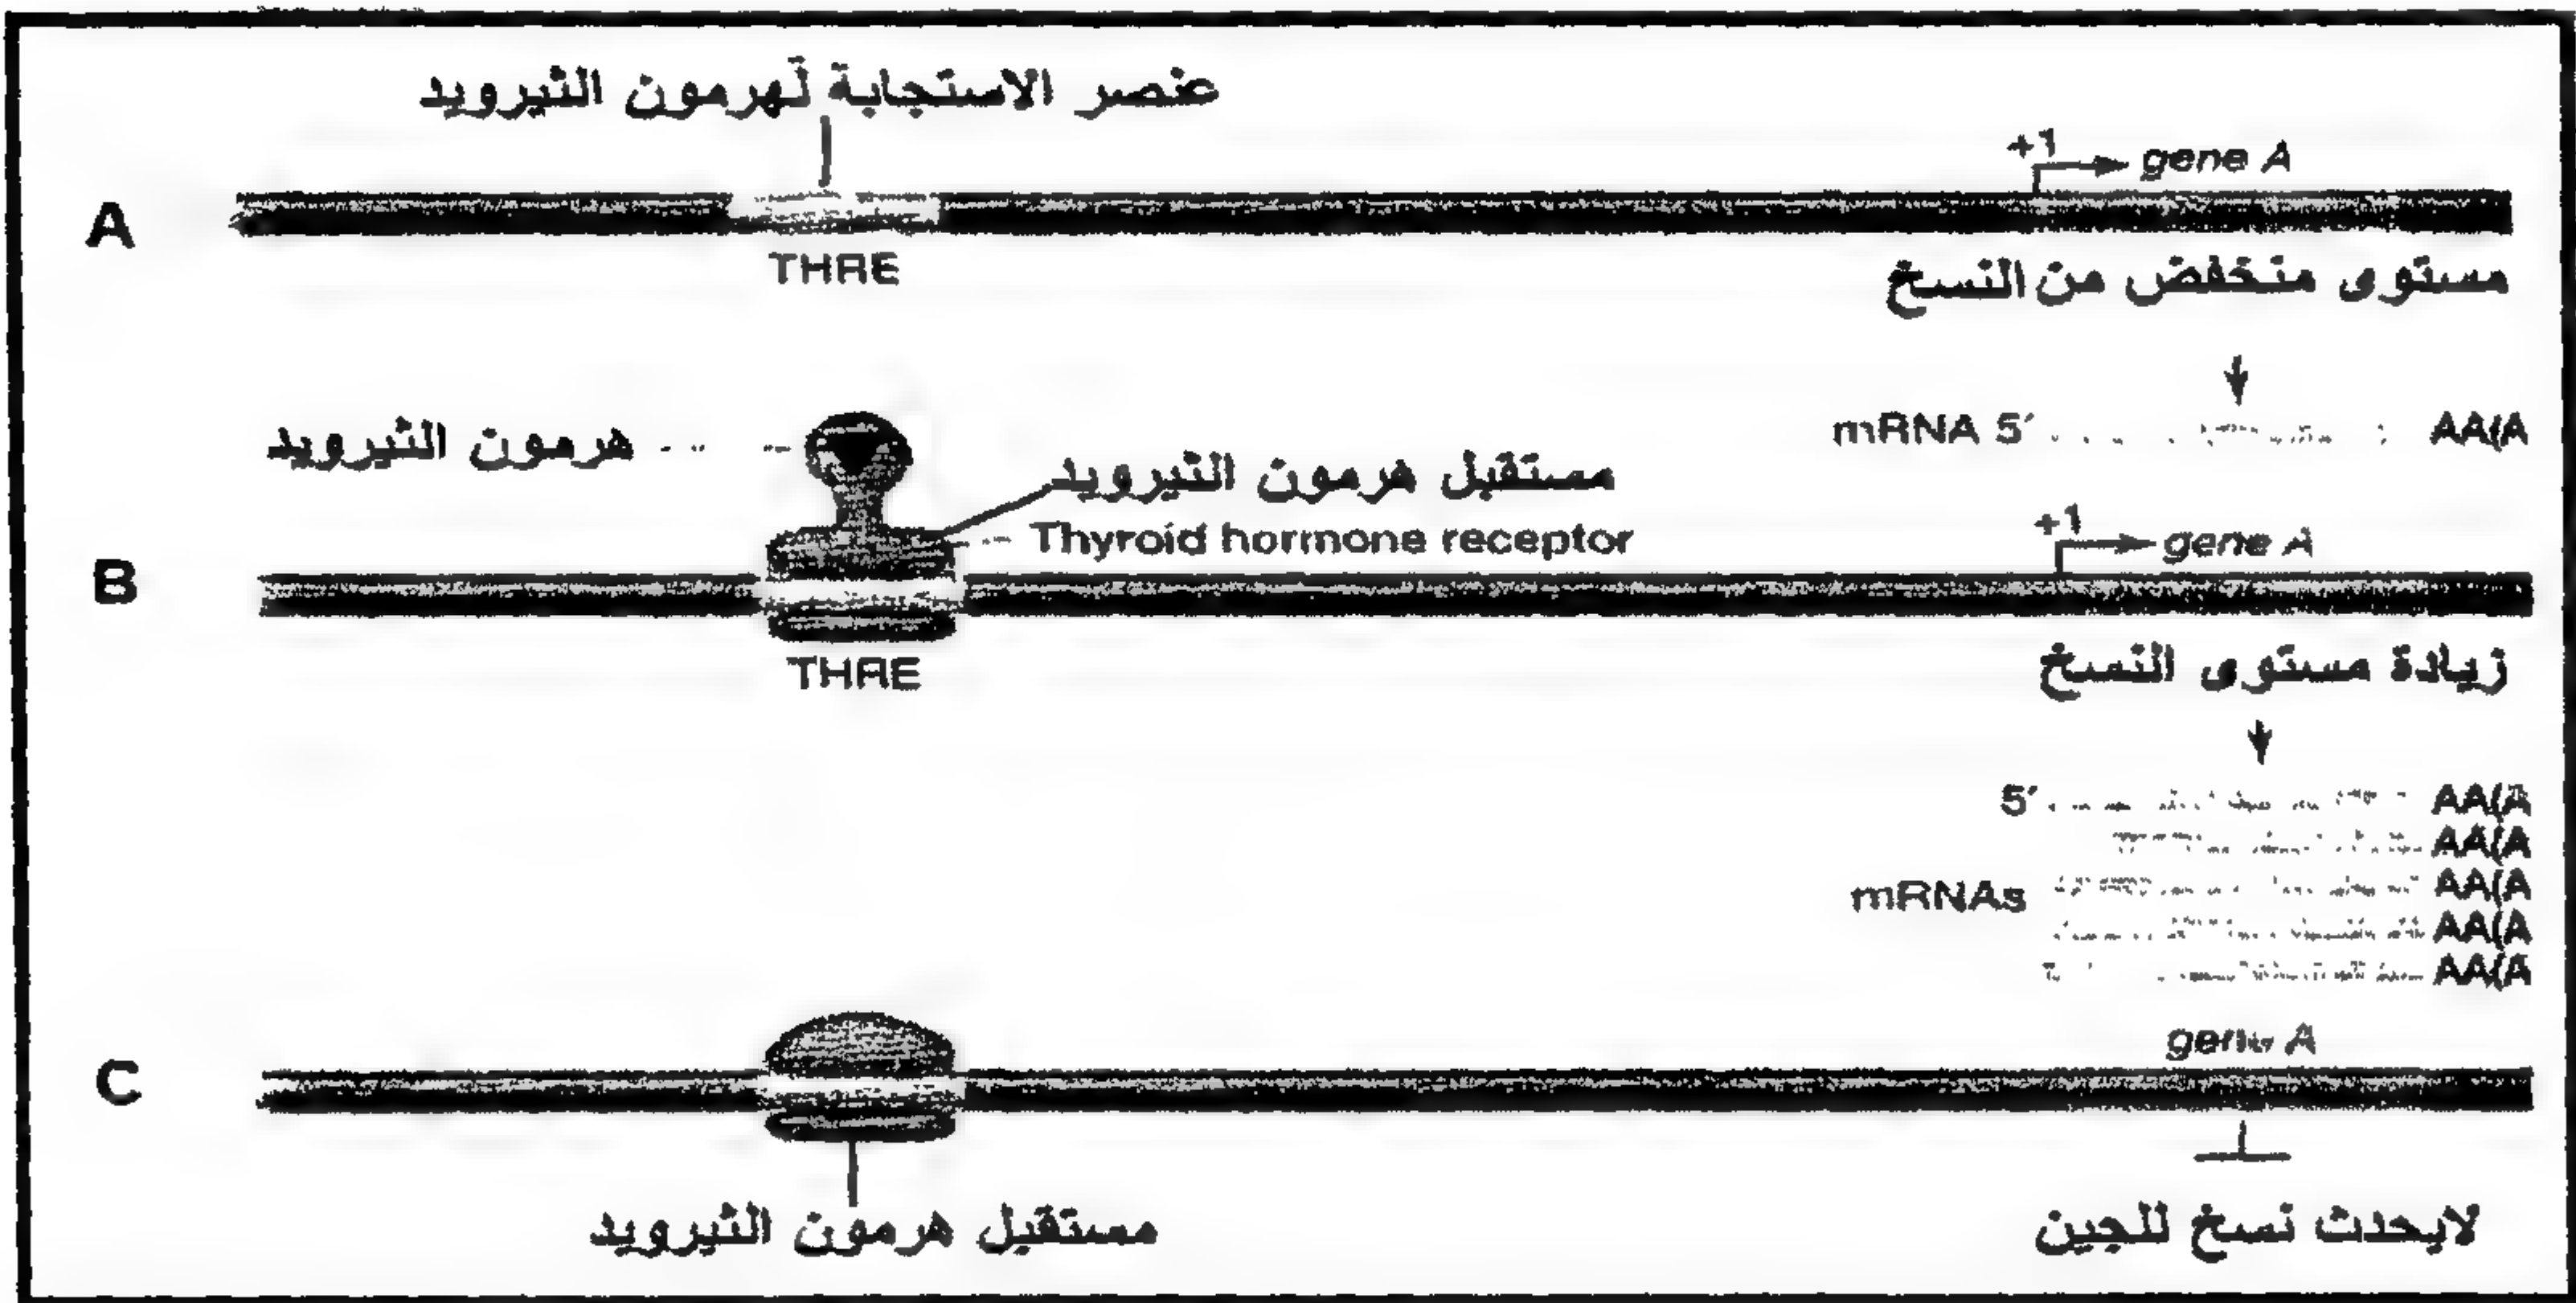 عنصر الاستجابة لهرمون الثيرويد
+1 gene A
A
THRE
مستوى منخفض من النسخ
mRNA 5′ AA(A
هرمون الثيرويد
مستقبل هرمون الثيرويد
Thyroid hormone receptor
+1 gene A
B
THRE
زيادة مستوى النسخ
5′ AA(A
AA(A
mRNAs AA(A
AA(A
AA(A
gene A
C
مستقبل هرمون الثيرويد
لايحدث نسخ للجين